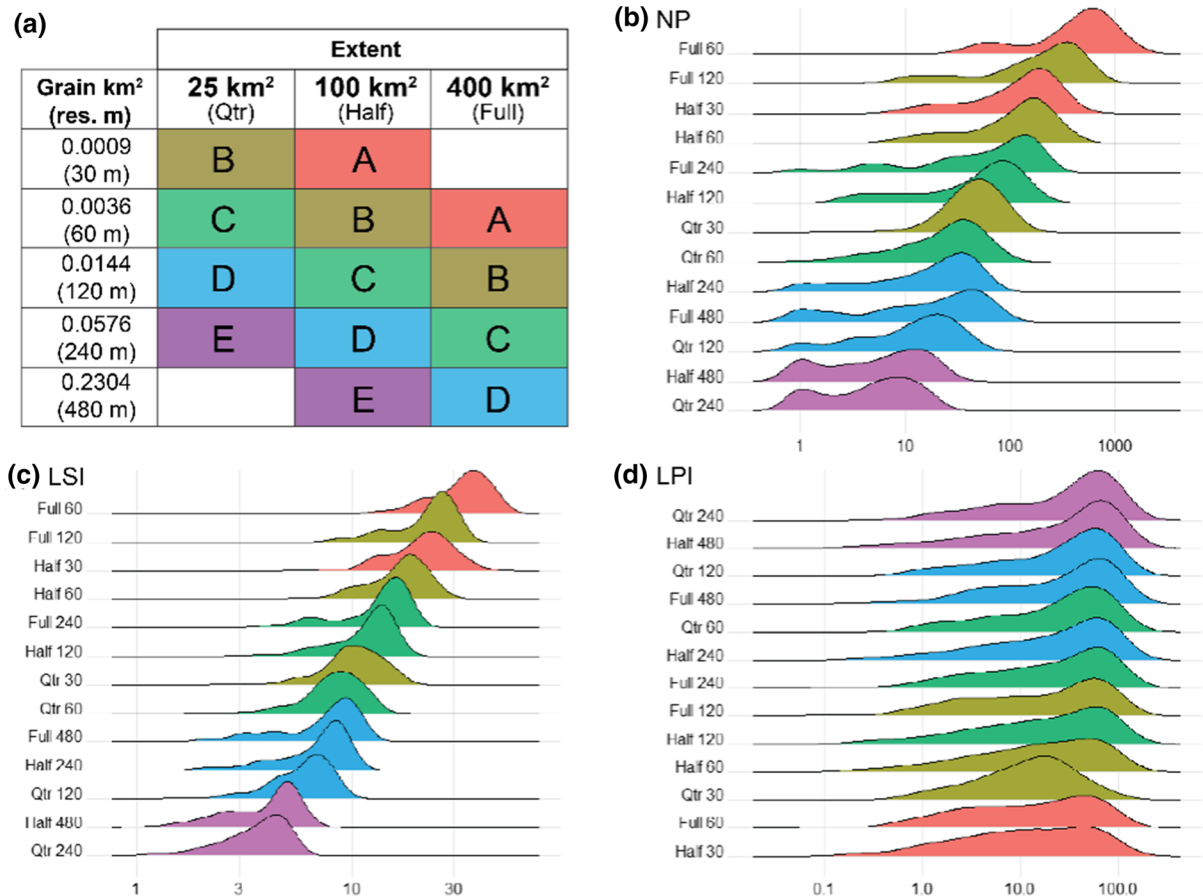 (a)
Extent
Grain km² 25 km² 100 km² 400 km²
(res. m) (Qtr) (Half) (Full)
0.0009 B A
(30 m)
0.0036 C B A
(60 m)
0.0144 D C B
(120 m)
0.0576 E D C
(240 m)
0.2304 E D
(480 m)
(b) NP
Full 60
Full 120
Half 30
Half 60
Full 240
Half 120
Qtr 30
Qtr 60
Half 240
Full 480
Qtr 120
Half 480
Qtr 240
1 10 100 1000
(c) LSI
Full 60
Full 120
Half 30
Half 60
Full 240
Half 120
Qtr 30
Qtr 60
Full 480
Half 240
Qtr 120
Half 480
Qtr 240
1 3 10 30
(d) LPI
Qtr 240
Half 480
Qtr 120
Full 480
Qtr 60
Half 240
Full 240
Full 120
Half 120
Half 60
Qtr 30
Full 60
Half 30
0.1 1.0 10.0 100.0